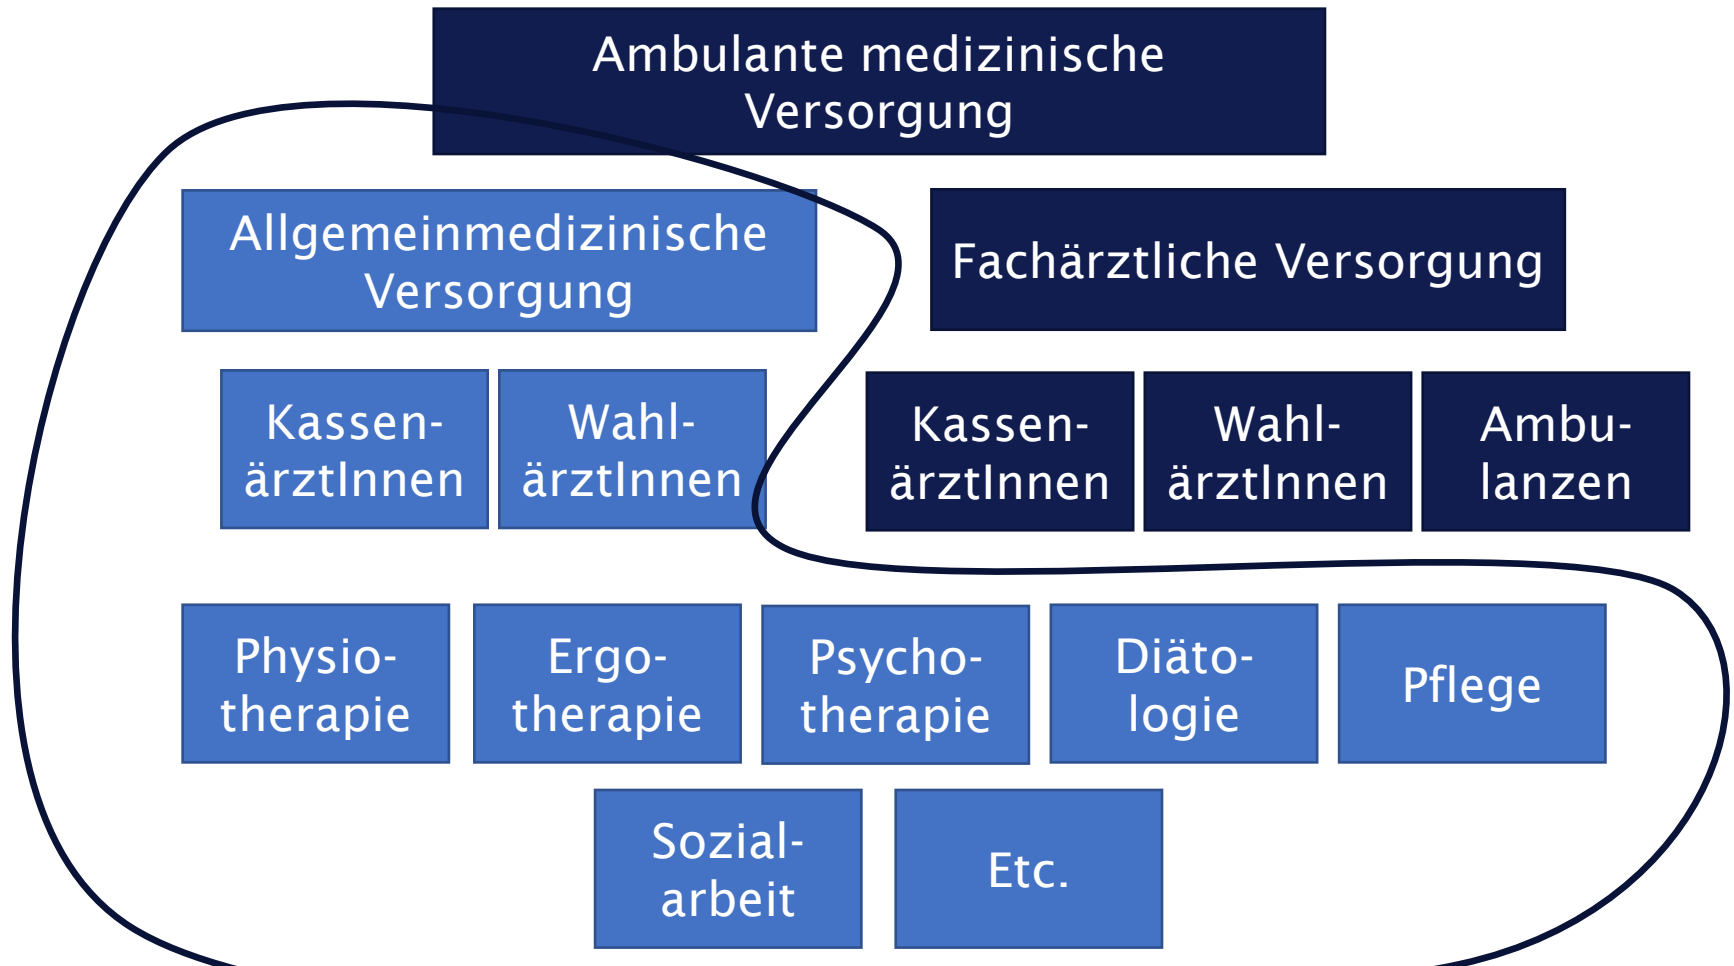 Ambulante medizinische
Versorgung
Allgemeinmedizinische
Versorgung
Fachärztliche Versorgung
Kassen-
ärztInnen
Wahl-
ärztInnen
Kassen-
ärztInnen
Wahl-
ärztInnen
Ambu-
lanzen
Physio-
therapie
Ergo-
therapie
Psycho-
therapie
Diäto-
logie
Pflege
Sozial-
arbeit
Etc.